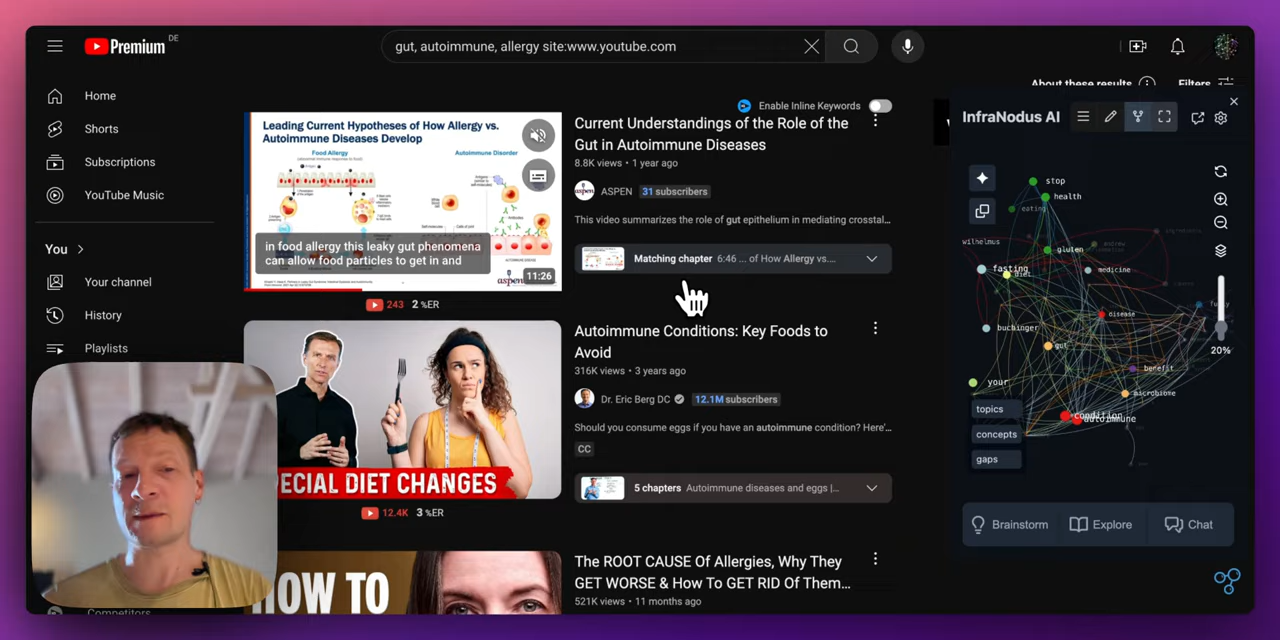 Premium DE
gut, autoimmune, allergy site:www.youtube.com
Home
Shorts
Subscriptions
YouTube Music
You
Your channel
History
Playlists
Competitors
About these results
Filters
Enable Inline Keywords
Leading Current Hypotheses of How Allergy vs.
Autoimmune Diseases Develop
Food Allergy
Autoimmune Disorder
in food allergy this leaky gut phenomena
can allow food particles to get in and
aspen
11:26
243 2 %ER
Current Understandings of the Role of the
Gut in Autoimmune Diseases
8.8K views • 1 year ago
ASPEN 31 subscribers
This video summarizes the role of gut epithelium in mediating crosstal...
Matching chapter 6:46 ... of How Allergy vs....
ECIAL DIET CHANGES
12.4K 3 %ER
Autoimmune Conditions: Key Foods to
Avoid
316K views • 3 years ago
Dr. Eric Berg DC 12.1M subscribers
Should you consume eggs if you have an autoimmune condition? Here'...
CC
5 chapters Autoimmune diseases and eggs |...
HOW TO
The ROOT CAUSE Of Allergies, Why They
GET WORSE & How To GET RID Of Them...
521K views • 11 months ago
InfraNodus AI
stop
health
eating
gluten
andrew
wilhelmus
fasting
diet
medicine
disease
buchinger
gut
benefit
your
microbiome
condition
autoimmune
20%
topics
concepts
gaps
Brainstorm
Explore
Chat